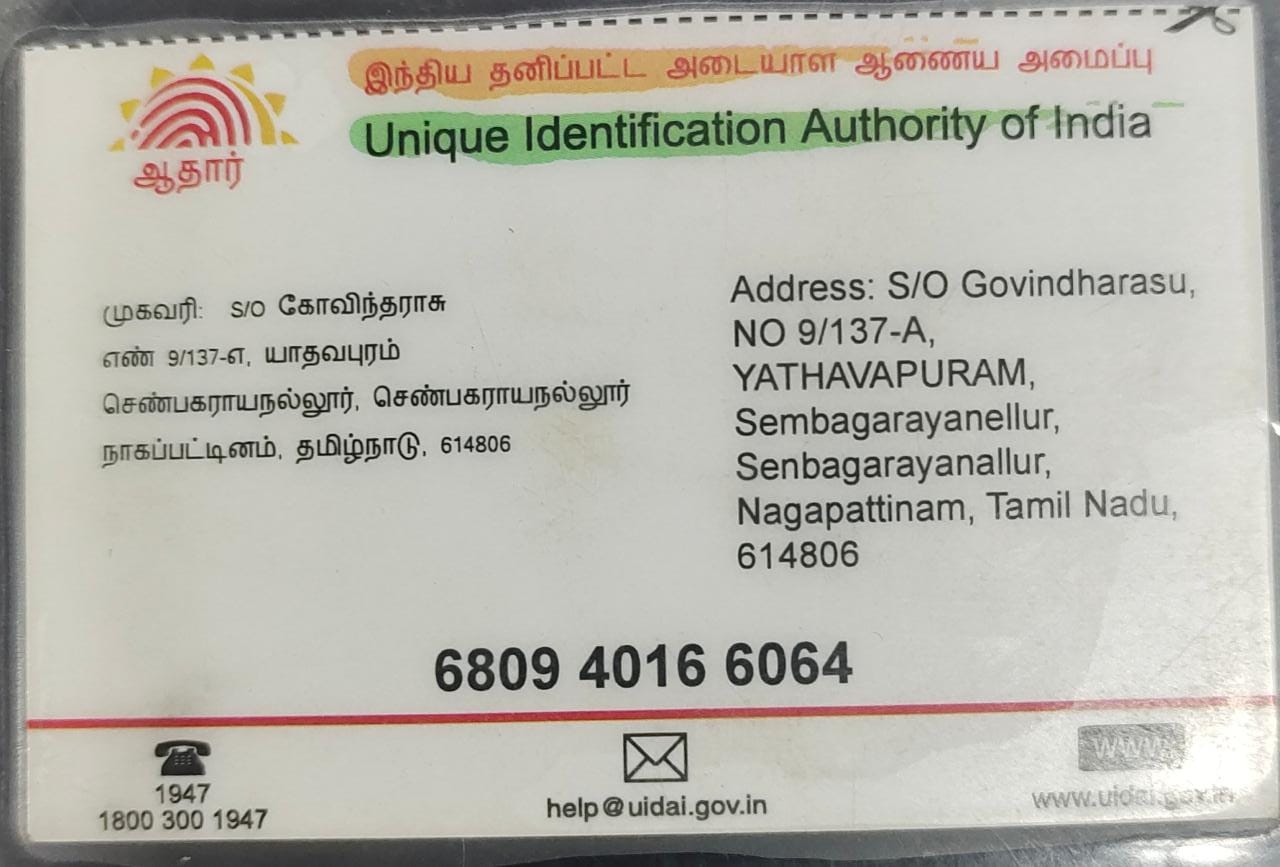 இந்திய தனிப்பட்ட அடையாள ஆணைய அமைப்பு
Unique Identification Authority of India
ஆதார்
முகவரி: S/O கோவிந்தராசு
எண் 9/137-எ, யாதவபுரம்
செண்பகராயநல்லூர், செண்பகராயநல்லூர்
நாகப்பட்டினம், தமிழ்நாடு, 614806
Address: S/O Govindharasu,
NO 9/137-A,
YATHAVAPURAM,
Sembagarayanellur,
Senbagarayanallur,
Nagapattinam, Tamil Nadu,
614806
6809 4016 6064
1947
1800 300 1947
help@uidai.gov.in
www
www.uidai.gov.in